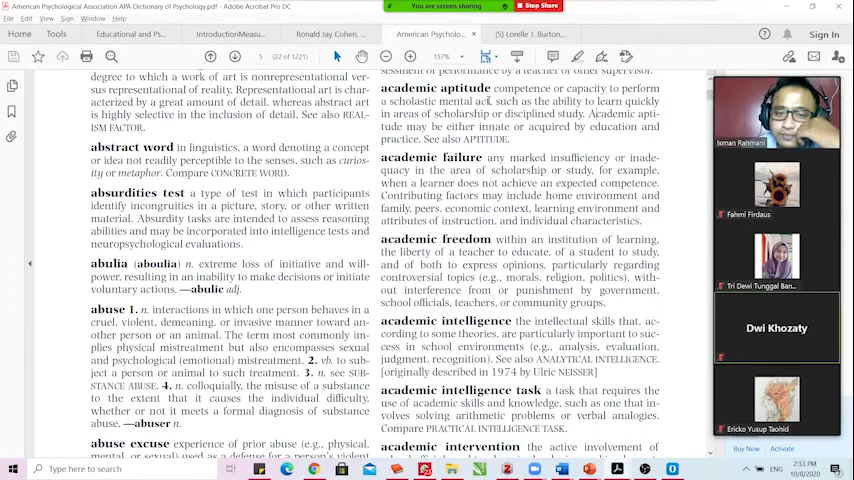 American Psychological Association APA Dictionary of Psychology.pdf - Adobe Acrobat Pro DC
You are screen sharing
Stop Share
File Edit View Sign Window Help
Home Tools Educational and Ps... IntroductionMeasu... Ronald Jay Cohen, ... American Psycholo... × (5) Lorelle J. Burton,... Sign In
5 (22 of 1221) 157% Share
degree to which a work of art is nonrepresentational ver-
sus representational of reality. Representational art is char-
acterized by a great amount of detail, whereas abstract art
is highly selective in the inclusion of detail. See also REAL-
ISM FACTOR.
abstract word in linguistics, a word denoting a concept
or idea not readily perceptible to the senses, such as curios-
ity or metaphor. Compare CONCRETE WORD.
absurdities test a type of test in which participants
identify incongruities in a picture, story, or other written
material. Absurdity tasks are intended to assess reasoning
abilities and may be incorporated into intelligence tests and
neuropsychological evaluations.
abulia (aboulia) n. extreme loss of initiative and will-
power, resulting in an inability to make decisions or initiate
voluntary actions. —abulic adj.
abuse 1. n. interactions in which one person behaves in a
cruel, violent, demeaning, or invasive manner toward an-
other person or an animal. The term most commonly im-
plies physical mistreatment but also encompasses sexual
and psychological (emotional) mistreatment. 2. vb. to sub-
ject a person or animal to such treatment. 3. n. see SUB-
STANCE ABUSE. 4. n. colloquially, the misuse of a substance
to the extent that it causes the individual difficulty,
whether or not it meets a formal diagnosis of substance
abuse. —abuser n.
abuse excuse experience of prior abuse (e.g., physical,
mental, or sexual) used as a defense for a person's violent
sessment of performance by a teacher or other supervisor.
academic aptitude competence or capacity to perform
a scholastic mental act, such as the ability to learn quickly
in areas of scholarship or disciplined study. Academic apti-
tude may be either innate or acquired by education and
practice. See also APTITUDE.
academic failure any marked insufficiency or inade-
quacy in the area of scholarship or study, for example,
when a learner does not achieve an expected competence.
Contributing factors may include home environment and
family, peers, economic context, learning environment and
attributes of instruction, and individual characteristics.
academic freedom within an institution of learning,
the liberty of a teacher to educate, of a student to study,
and of both to express opinions, particularly regarding
controversial topics (e.g., morals, religion, politics), with-
out interference from or punishment by government,
school officials, teachers, or community groups.
academic intelligence the intellectual skills that, ac-
cording to some theories, are particularly important to suc-
cess in school environments (e.g., analysis, evaluation,
judgment, recognition). See also ANALYTICAL INTELLIGENCE.
[originally described in 1974 by Ulric NEISSER]
academic intelligence task a task that requires the
use of academic skills and knowledge, such as one that in-
volves solving arithmetic problems or verbal analogies.
Compare PRACTICAL INTELLIGENCE TASK.
academic intervention the active involvement of
Isman Rahmani
Fahmi Firdaus
Tri Dewi Tunggal Ban...
Dwi Khozaty
Ericko Yusup Taohid
Buy Now | Activate
Type here to search
ENG
2:33 PM
10/8/2020